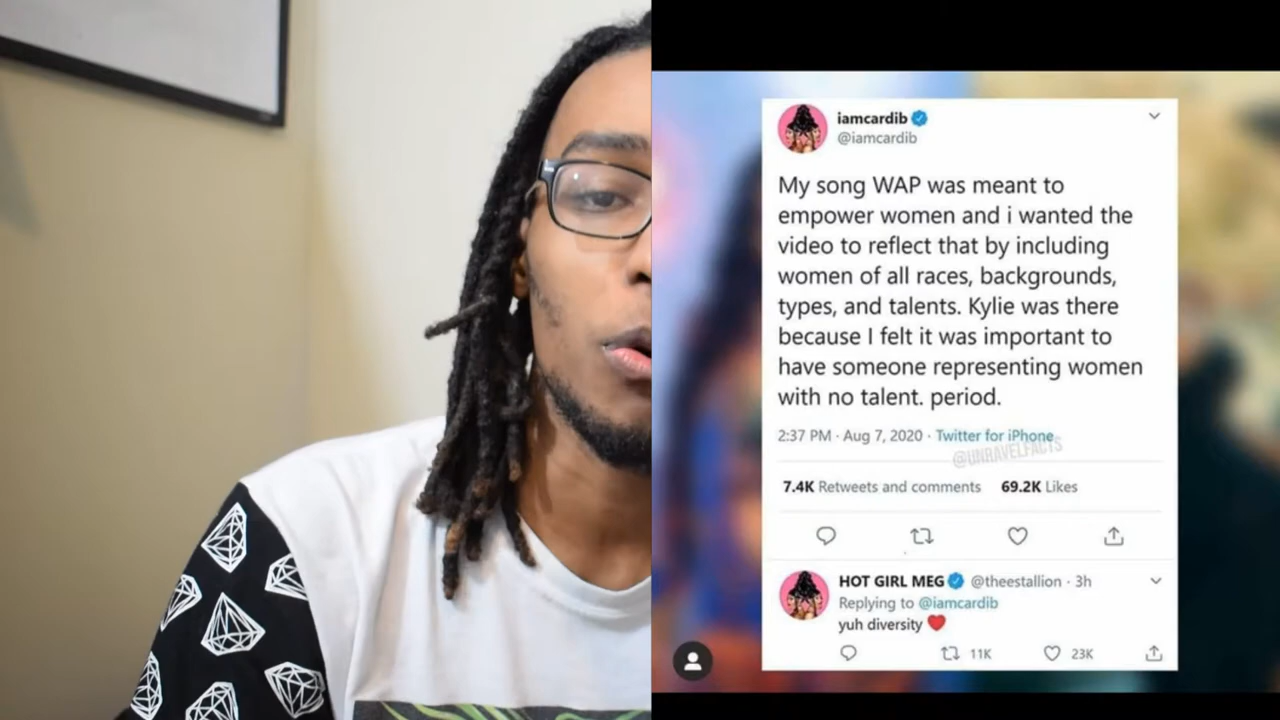 iamcardib
@iamcardib
My song WAP was meant to
empower women and i wanted the
video to reflect that by including
women of all races, backgrounds,
types, and talents. Kylie was there
because I felt it was important to
have someone representing women
with no talent. period.
2:37 PM · Aug 7, 2020 · Twitter for iPhone
@UNRAVELFACTS
7.4K Retweets and comments 69.2K Likes
HOT GIRL MEG @theestallion · 3h
Replying to @iamcardib
yuh diversity ❤️
11K 23K